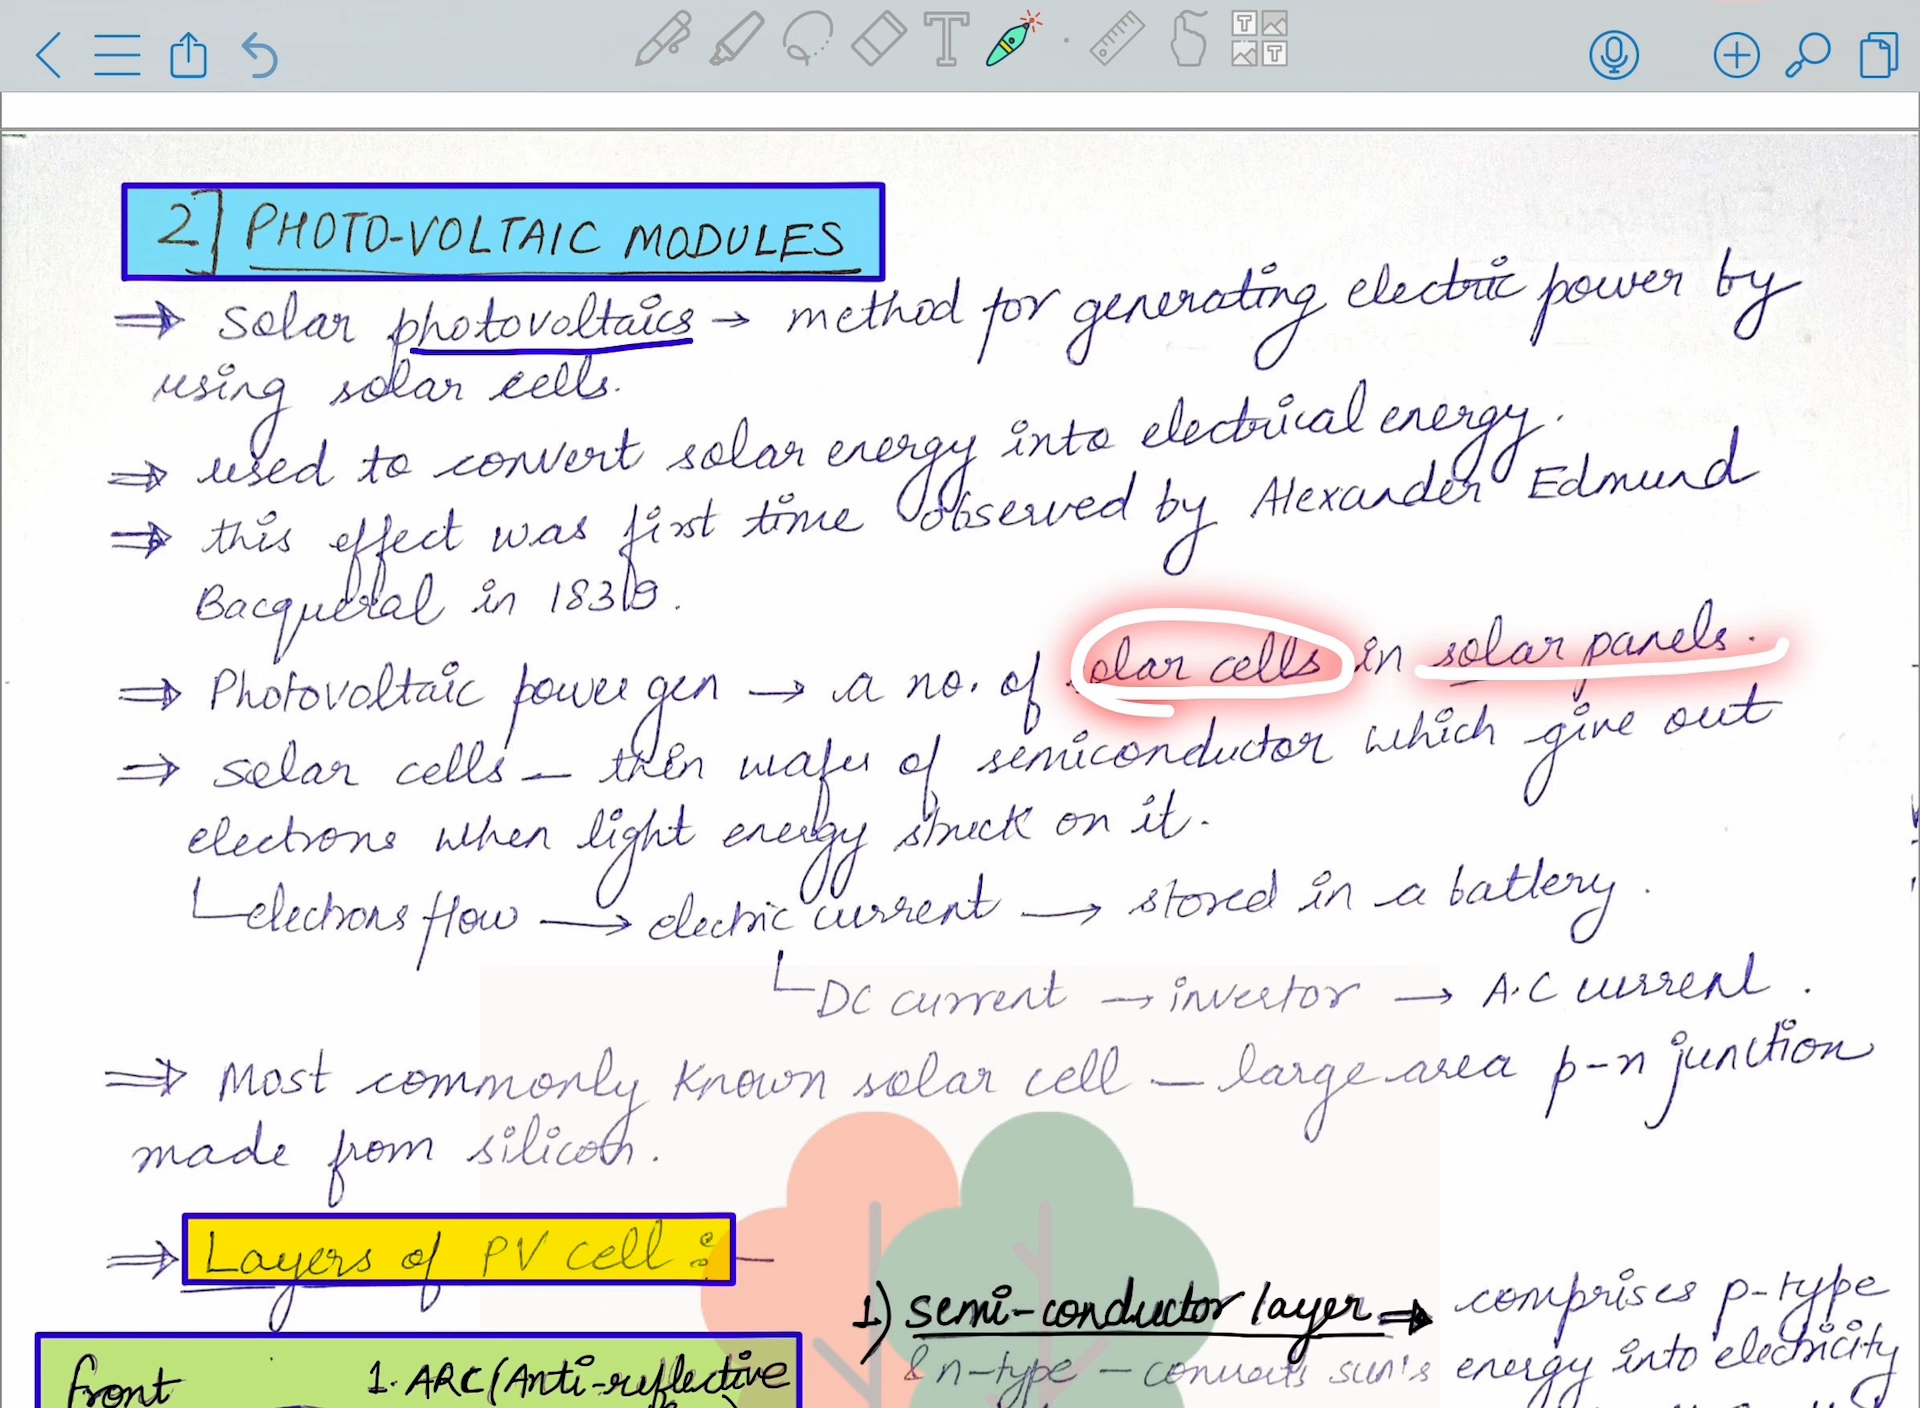 2] PHOTO-VOLTAIC MODULES
⇒ Solar photovoltaics → method for generating electric power by
using solar cells.
⇒ used to convert solar energy into electrical energy.
⇒ this effect was first time observed by Alexander Edmund
Bacqueral in 1839.
⇒ Photovoltaic power gen → a no. of solar cells in solar panels.
⇒ solar cells — thin wafer of semiconductor which give out
electrons when light energy struck on it.
electrons flow → electric current → stored in a battery.
DC current → invertor → A.C current.
⇒ Most commonly known solar cell — large area p-n junction
made from silicon.
⇒ Layers of PV cell :—
1) semi-conductor layer ⇒ comprises p-type
& n-type — converts sun's energy into electricity
front 1. ARC (Anti-reflective